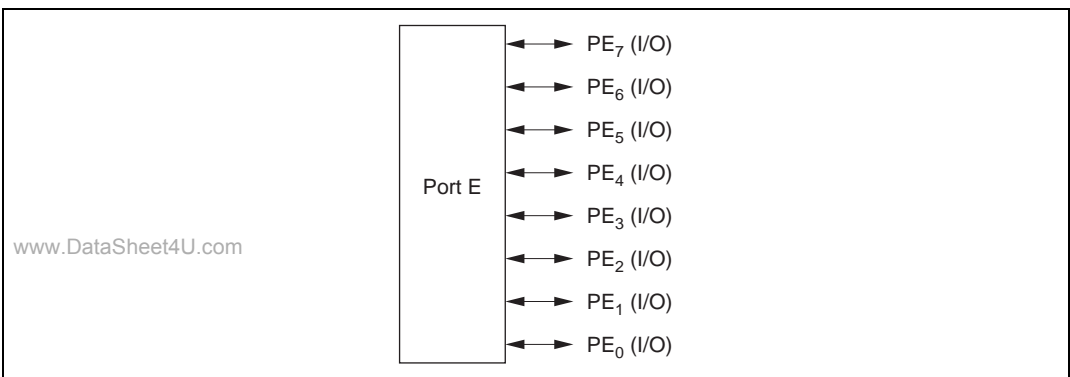 PE7 (I/O)
PE6 (I/O)
PE5 (I/O)
PE4 (I/O)
Port E
PE3 (I/O)
www.DataSheet4U.com
PE2 (I/O)
PE1 (I/O)
PE0 (I/O)